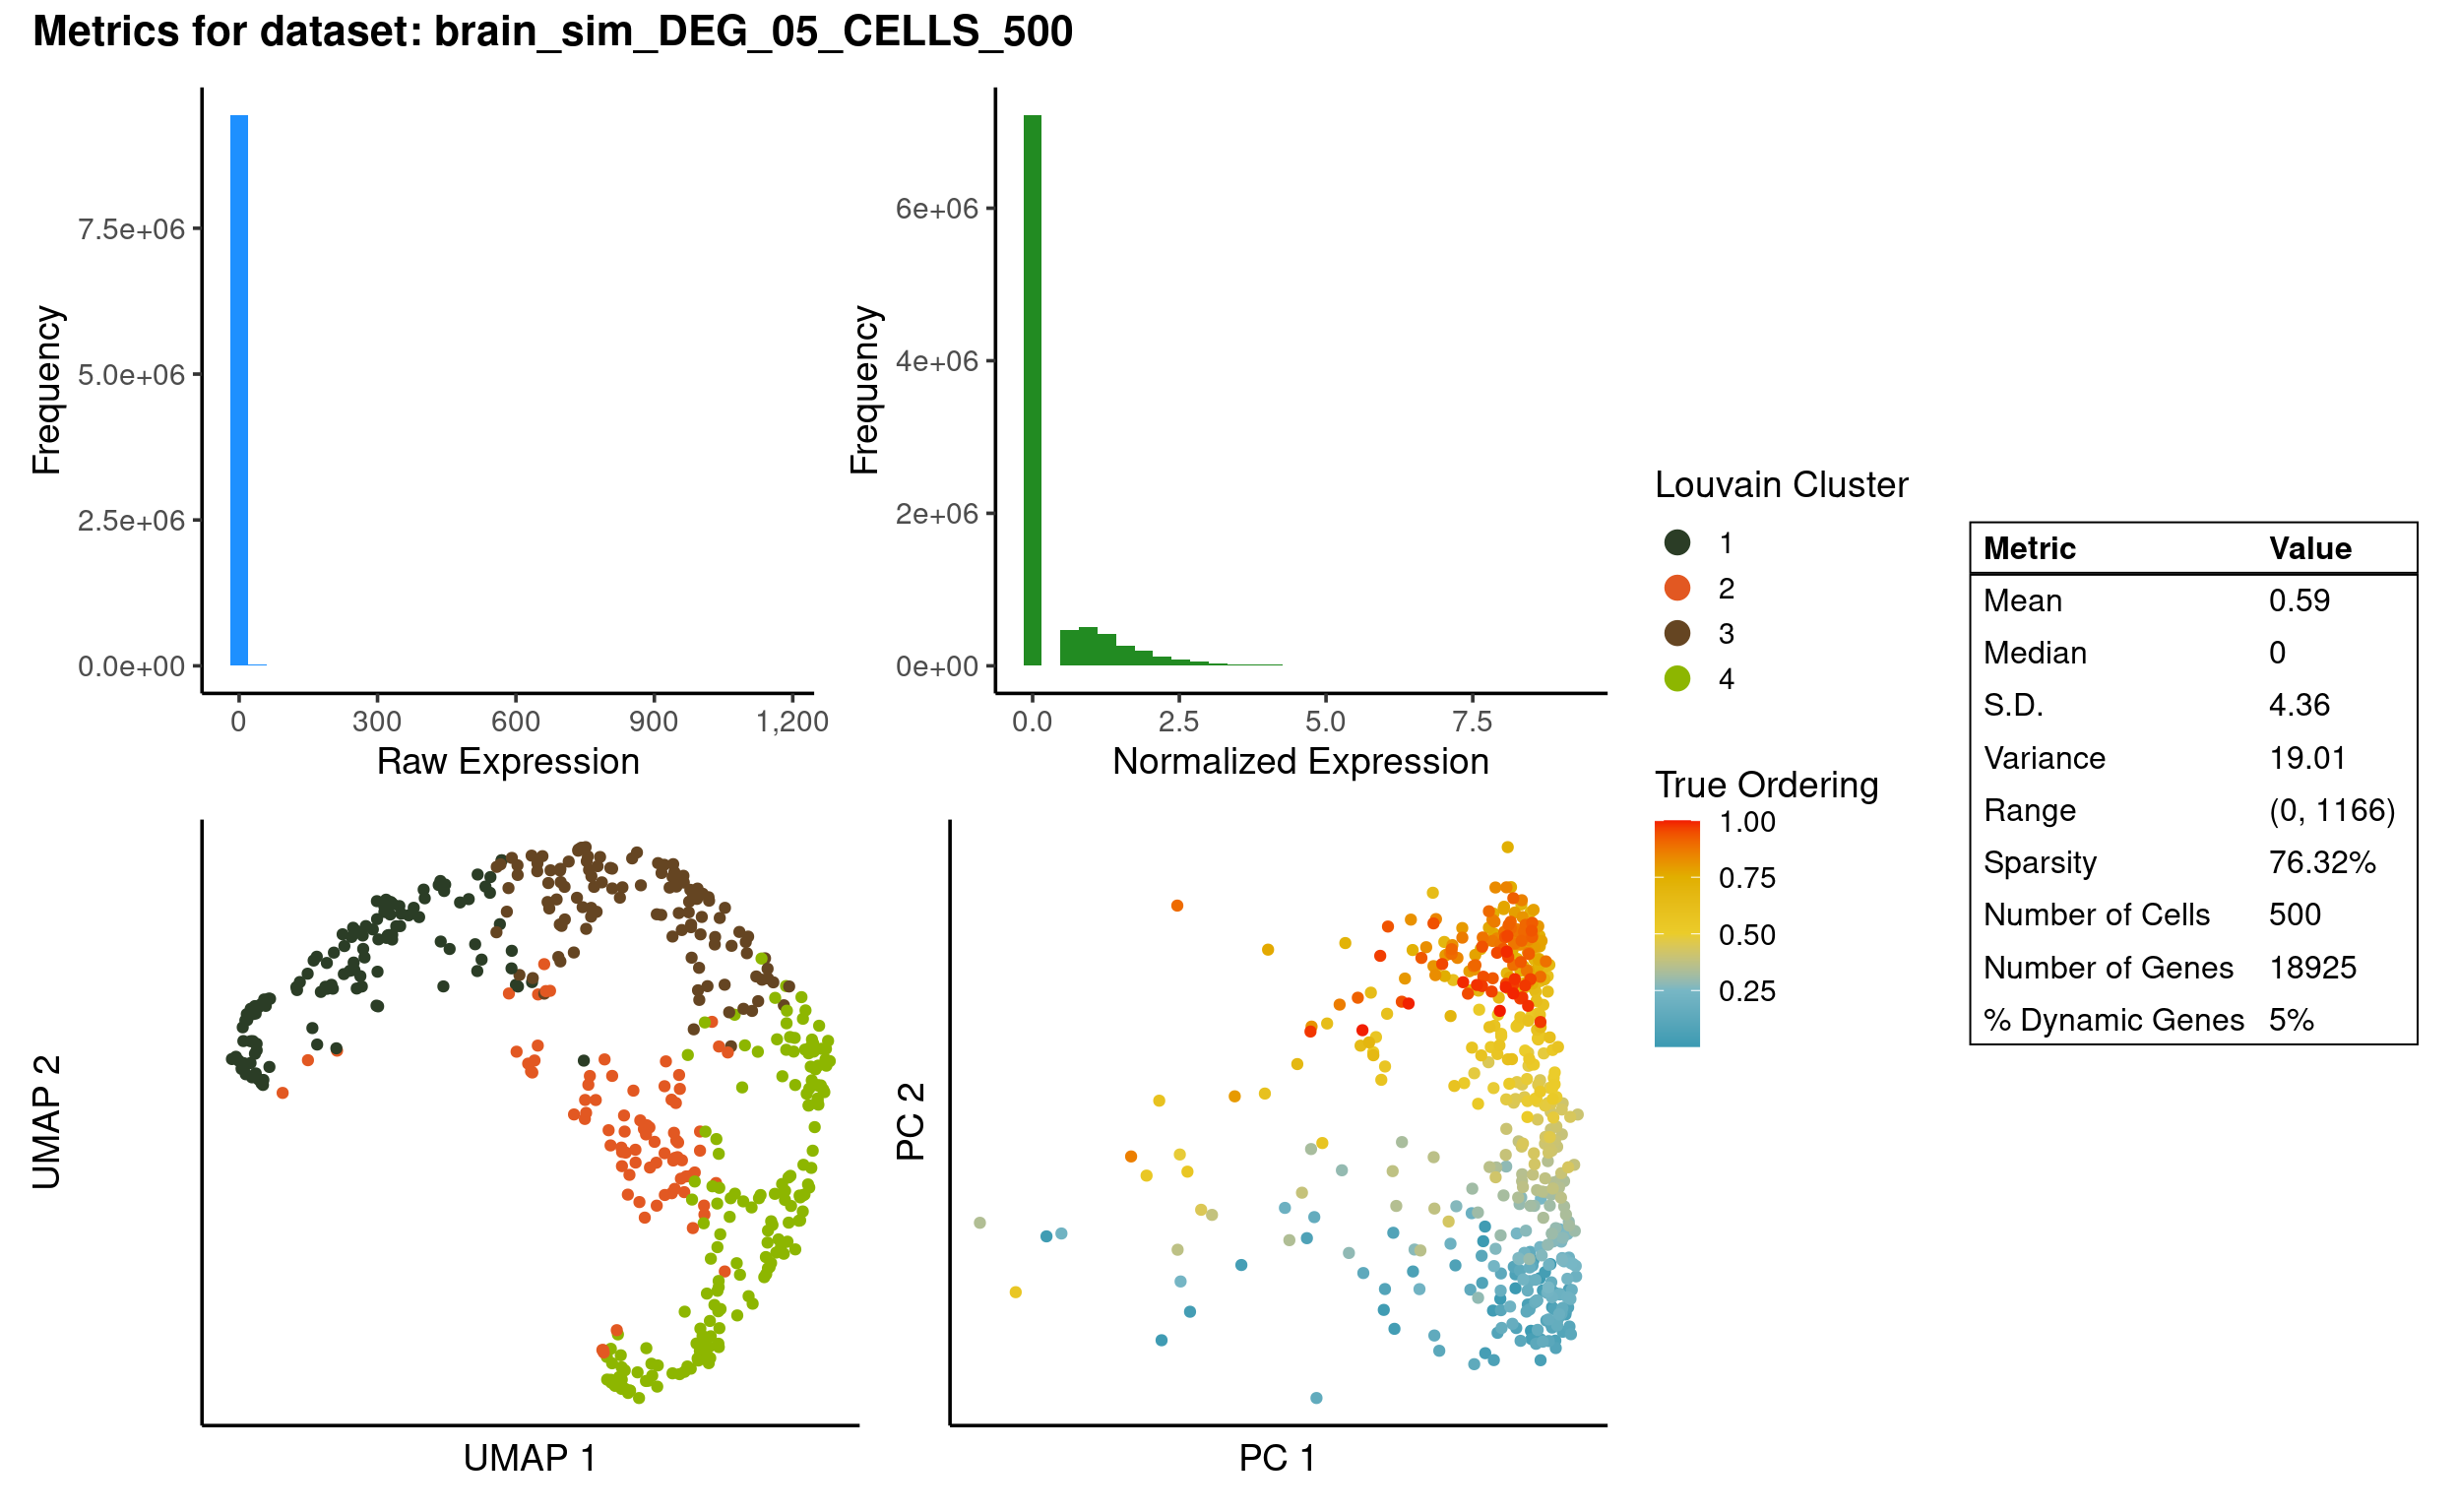 Metrics for dataset: brain_sim_DEG_05_CELLS_500
Frequency
7.5e+06
5.0e+06
2.5e+06
0.0e+00
0 300 600 900 1,200
Raw Expression
Frequency
6e+06
4e+06
2e+06
0e+00
0.0 2.5 5.0 7.5
Normalized Expression
UMAP 2
UMAP 1
PC 2
PC 1
Louvain Cluster
1
2
3
4
True Ordering
1.00
0.75
0.50
0.25
Metric Value
Mean 0.59
Median 0
S.D. 4.36
Variance 19.01
Range (0, 1166)
Sparsity 76.32%
Number of Cells 500
Number of Genes 18925
% Dynamic Genes 5%